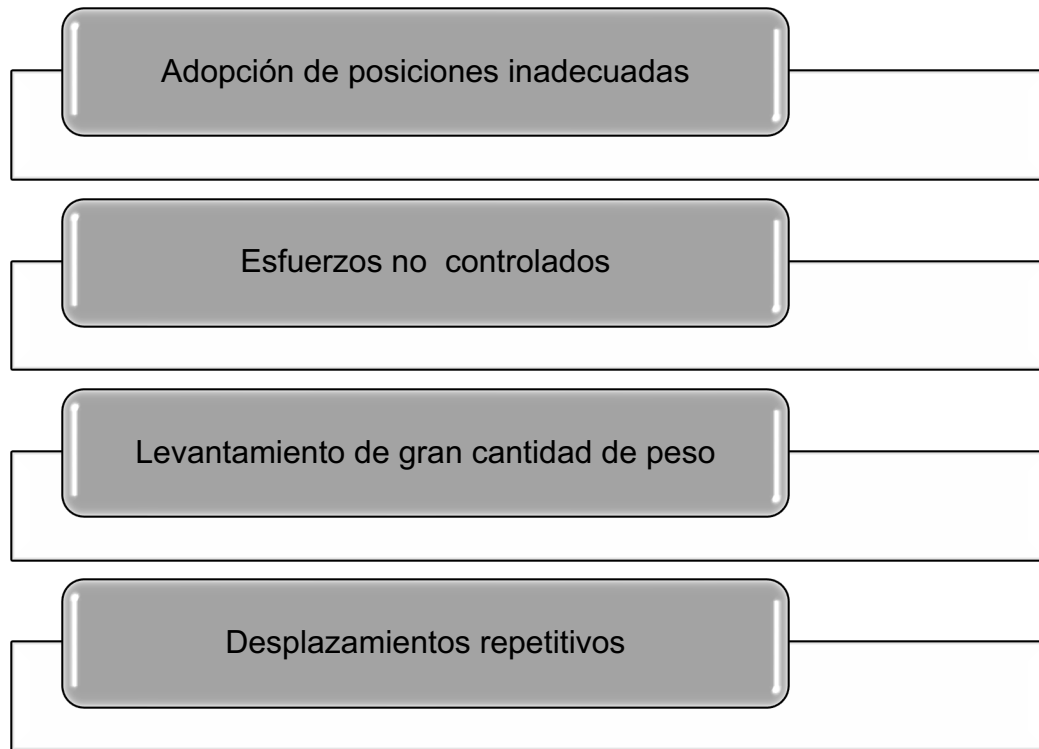 Adopción de posiciones inadecuadas
Esfuerzos no  controlados
Levantamiento de gran cantidad de peso
Desplazamientos repetitivos